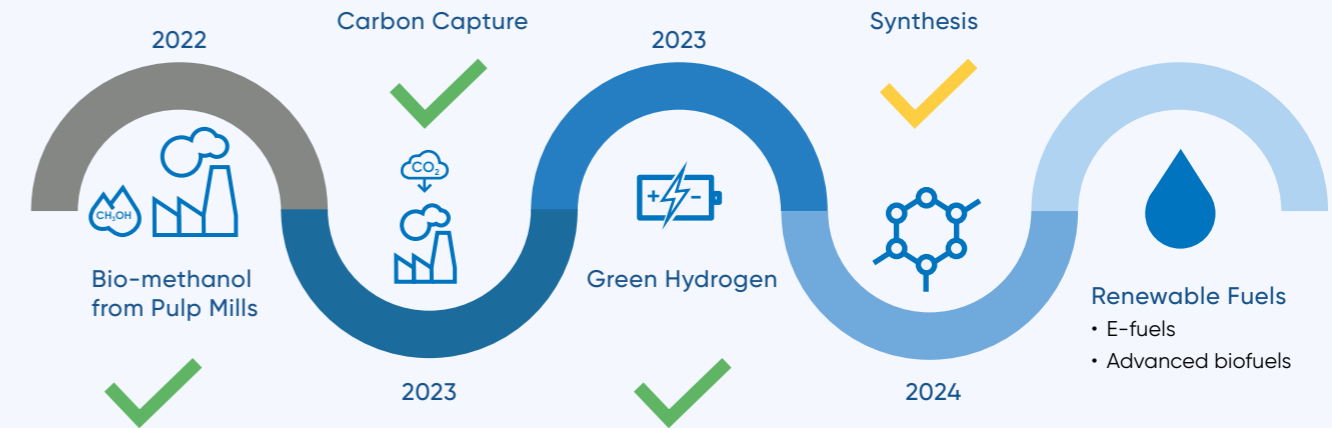 2022
CH₃OH
Bio-methanol
from Pulp Mills
Carbon Capture
CO₂
2023
2023
+ −
Green Hydrogen
Synthesis
2024
Renewable Fuels
• E-fuels
• Advanced biofuels